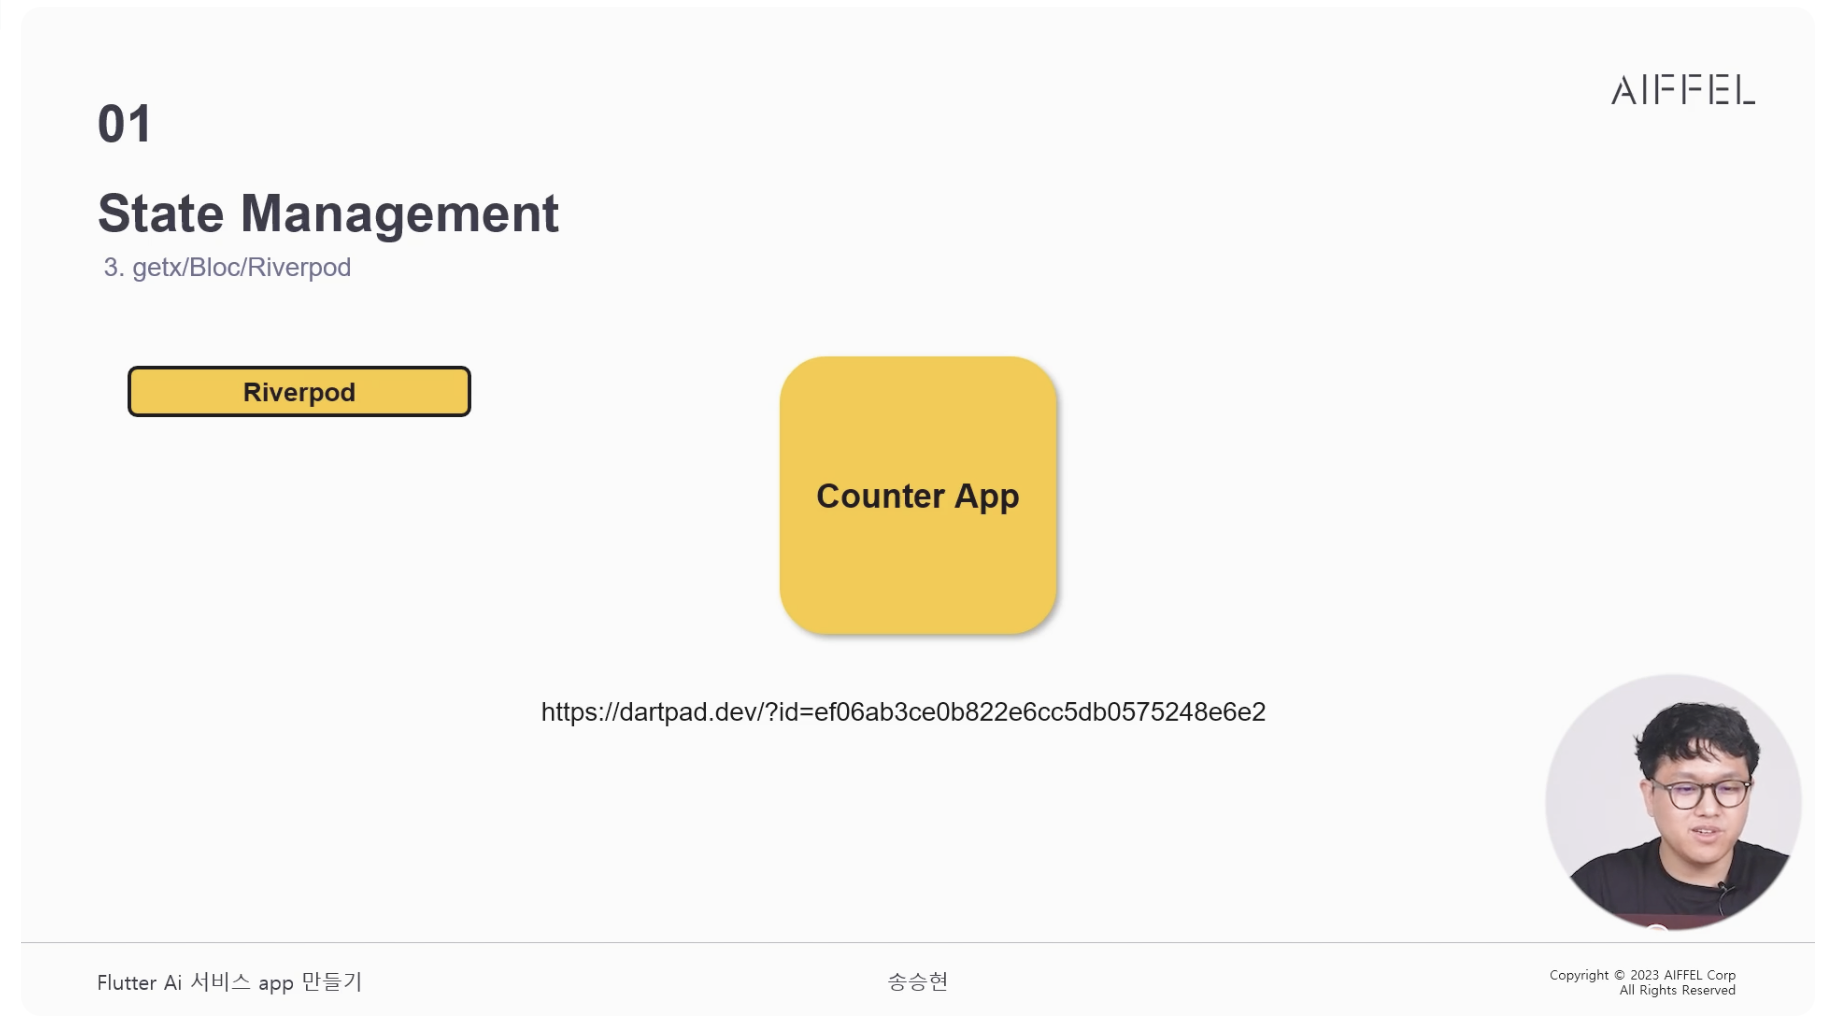 AIFFEL
01
State Management
3. getx/Bloc/Riverpod
Riverpod
Counter App
https://dartpad.dev/?id=ef06ab3ce0b822e6cc5db0575248e6e2
Flutter Ai 서비스 app 만들기
송승현
Copyright © 2023 AIFFEL Corp
All Rights Reserved